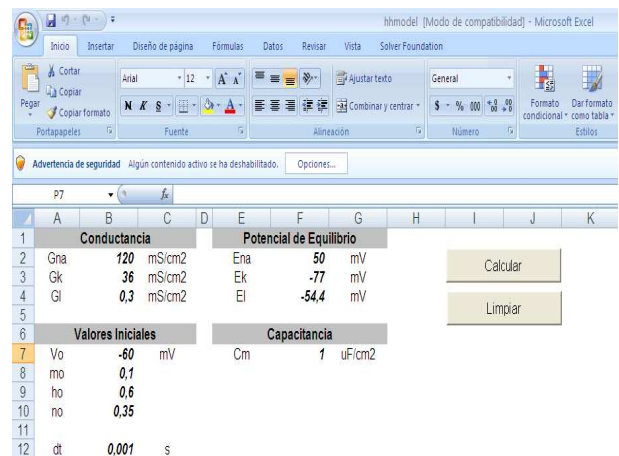 hhmodel [Modo de compatibilidad] - Microsoft Excel
Inicio Insertar Diseño de página Fórmulas Datos Revisar Vista Solver Foundation
Pegar
Cortar
Copiar
Copiar formato
Portapapeles
Arial 12 A A
N K S A
Fuente
Ajustar texto
Combinar y centrar
Alineación
General
$ % 000
Número
Formato condicional
Dar formato como tabla
Estilos
Advertencia de seguridad Algún contenido activo se ha deshabilitado. Opciones...
P7 fx
A B C D E F G H I J K
1 Conductancia Potencial de Equilibrio
2 Gna 120 mS/cm2 Ena 50 mV
3 Gk 36 mS/cm2 Ek -77 mV
4 Gl 0,3 mS/cm2 El -54,4 mV
5
Calcular
Limpiar
6 Valores Iniciales Capacitancia
7 Vo -60 mV Cm 1 uF/cm2
8 mo 0,1
9 ho 0,6
10 no 0,35
11
12 dt 0,001 s